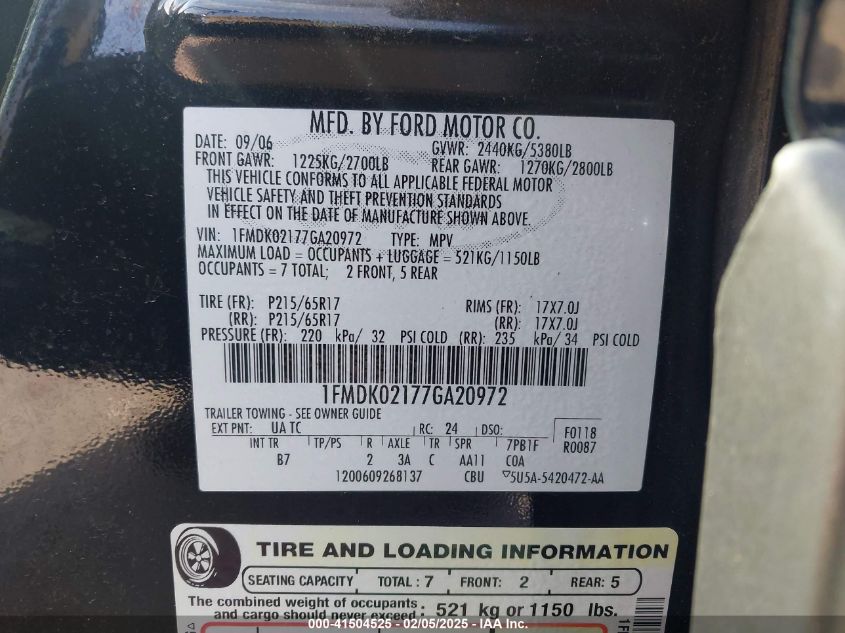 MFD. BY FORD MOTOR CO.
DATE: 09/06 GVWR: 2440KG/5380LB
FRONT GAWR: 1225KG/2700LB REAR GAWR: 1270KG/2800LB
THIS VEHICLE CONFORMS TO ALL APPLICABLE FEDERAL MOTOR
VEHICLE SAFETY AND THEFT PREVENTION STANDARDS
IN EFFECT ON THE DATE OF MANUFACTURE SHOWN ABOVE.
VIN: 1FMDK02177GA20972 TYPE: MPV
MAXIMUM LOAD = OCCUPANTS + LUGGAGE = 521KG/1150LB
OCCUPANTS = 7 TOTAL; 2 FRONT, 5 REAR
TIRE (FR): P215/65R17 RIMS (FR): 17X7.0J
(RR): P215/65R17 (RR): 17X7.0J
PRESSURE (FR): 220 kPa/ 32 PSI COLD (RR): 235 kPa/ 34 PSI COLD
1FMDK02177GA20972
TRAILER TOWING - SEE OWNER GUIDE
EXT PNT: UA TC RC: 24 DSO: F0118
INT TR TP/PS R AXLE TR SPR 7PB1F R0087
B7 2 3A C AA11 C0A
1200609268137 CBU 5U5A-5420472-AA
TIRE AND LOADING INFORMATION
SEATING CAPACITY TOTAL: 7 FRONT: 2 REAR: 5
The combined weight of occupants
and cargo should never exceed: 521 kg or 1150 lbs.
000-41504525 - 02/05/2025 - IAA Inc.